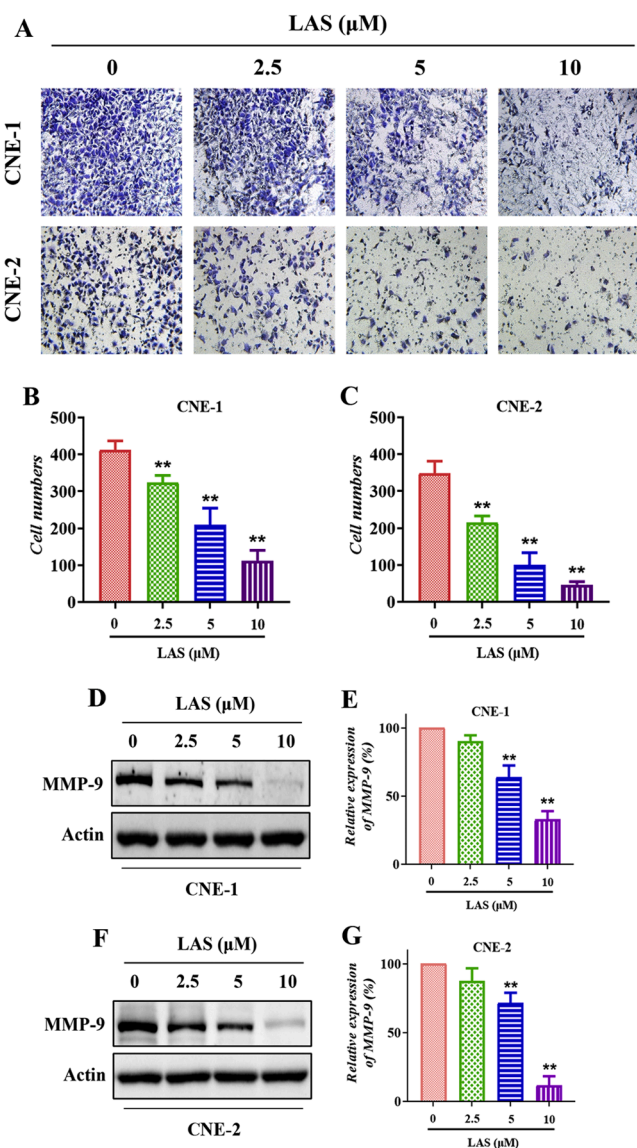 A
LAS (μM)
0 2.5 5 10
CNE-1
CNE-2
B
CNE-1
500
400
300
200
100
0
Cell numbers
**
**
**
0 2.5 5 10
LAS (μM)
C
CNE-2
500
400
300
200
100
0
Cell numbers
**
**
**
0 2.5 5 10
LAS (μM)
D
LAS (μM)
0 2.5 5 10
MMP-9
Actin
CNE-1
E
CNE-1
100
50
0
Relative expression
of MMP-9 (%)
**
**
0 2.5 5 10
LAS (μM)
F
LAS (μM)
0 2.5 5 10
MMP-9
Actin
CNE-2
G
CNE-2
100
50
0
Relative expression
of MMP-9 (%)
**
**
0 2.5 5 10
LAS (μM)